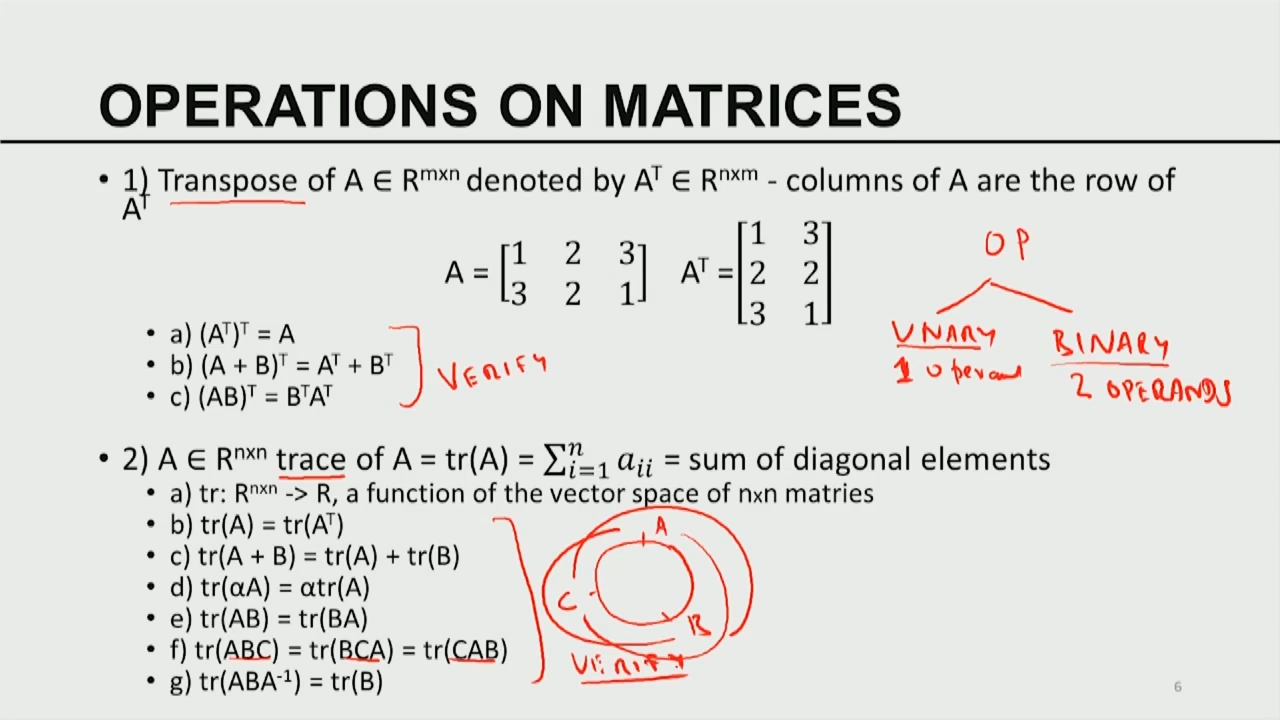 OPERATIONS ON MATRICES
• 1) Transpose of A ∈ Rᵐˣⁿ denoted by Aᵀ ∈ Rⁿˣᵐ - columns of A are the row of
Aᵀ
A = [1 2 3
3 2 1]
Aᵀ = [1 3
2 2
3 1]
OP
UNARY
1 operand
BINARY
2 OPERANDS
• a) (Aᵀ)ᵀ = A
• b) (A + B)ᵀ = Aᵀ + Bᵀ
• c) (AB)ᵀ = BᵀAᵀ
VERIFY
• 2) A ∈ Rⁿˣⁿ trace of A = tr(A) = ∑ⁿᵢ₌₁ aᵢᵢ = sum of diagonal elements
• a) tr: Rⁿˣⁿ -> R, a function of the vector space of nxn matries
• b) tr(A) = tr(Aᵀ)
• c) tr(A + B) = tr(A) + tr(B)
• d) tr(αA) = αtr(A)
• e) tr(AB) = tr(BA)
• f) tr(ABC) = tr(BCA) = tr(CAB)
• g) tr(ABA⁻¹) = tr(B)
A
C
B
VERIFY
6